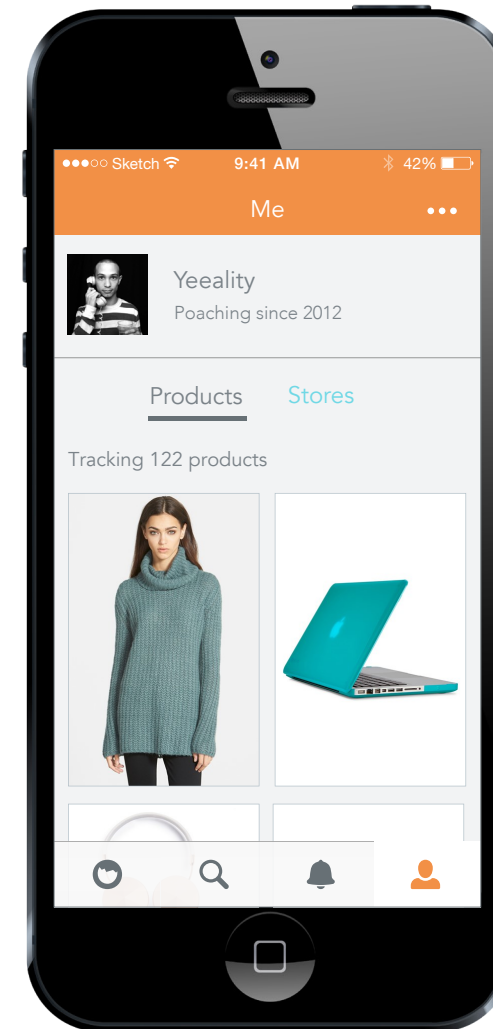 Sketch 9:41 AM 42%
Me
Yeeality
Poaching since 2012
Products Stores
Tracking 122 products